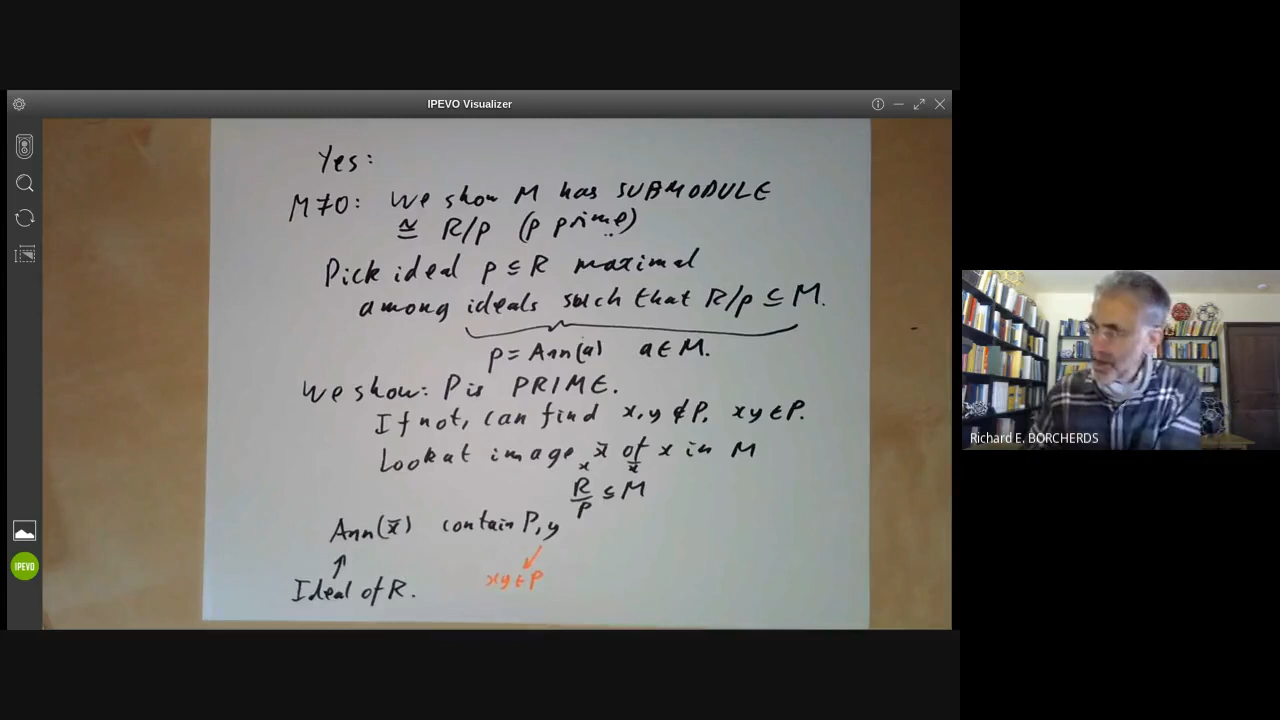 IPEVO Visualizer
Yes:
M≠0: We show M has SUBMODULE
≅ R/p (p prime)
Pick ideal p ⊆ R maximal
among ideals such that R/p ⊆ M.
p = Ann(a) a ∈ M.
We show: P is PRIME.
If not, can find x, y ∉ P, xy ∈ P.
Look at image x̄ of x in M
x x̄
R/P ⊆ M
Ann(x̄) contain P, y
xy ∈ P
Ideal of R.
IPEVO
Richard E. BORCHERDS